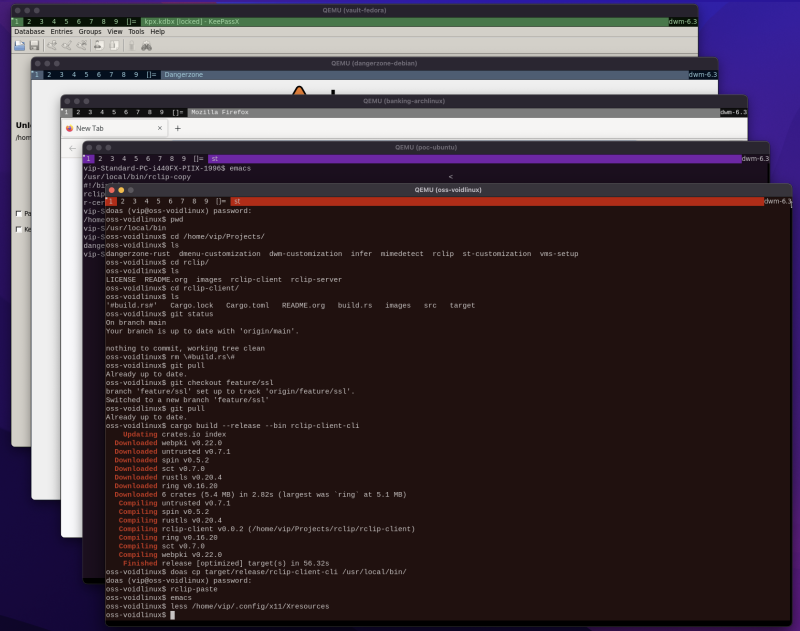 QEMU (vault-fedora)
1 2 3 4 5 6 7 8 9 []= kpx.kdbx [locked] - KeePassX dwm-6.3
Database Entries Groups View Tools Help
QEMU (dangerzone-debian)
1 2 3 4 5 6 7 8 9 []= Dangerzone dwm-6.3
QEMU (banking-archlinux)
1 2 3 4 5 6 7 8 9 []= Mozilla Firefox dwm-6.3
New Tab × +
QEMU (poc-ubuntu)
1 2 3 4 5 6 7 8 9 []= st dwm-6.3
vip-Standard-PC-i440FX-PIIX-1996$ emacs
/usr/local/bin/rclip-copy <
QEMU (oss-voidlinux)
1 2 3 4 5 6 7 8 9 []= st dwm-6.3
doas (vip@oss-voidlinux) password:
oss-voidlinux$ pwd
/usr/local/bin
oss-voidlinux$ cd /home/vip/Projects/
oss-voidlinux$ ls
dangerzone-rust dmenu-customization dwm-customization infer mimedetect rclip st-customization vms-setup
oss-voidlinux$ cd rclip/
oss-voidlinux$ ls
LICENSE README.org images rclip-client rclip-server
oss-voidlinux$ cd rclip-client/
oss-voidlinux$ ls
'#build.rs#' Cargo.lock Cargo.toml README.org build.rs images src target
oss-voidlinux$ git status
On branch main
Your branch is up to date with 'origin/main'.
nothing to commit, working tree clean
oss-voidlinux$ rm \#build.rs\#
oss-voidlinux$ git pull
Already up to date.
oss-voidlinux$ git checkout feature/ssl
branch 'feature/ssl' set up to track 'origin/feature/ssl'.
Switched to a new branch 'feature/ssl'
oss-voidlinux$ git pull
Already up to date.
oss-voidlinux$ cargo build --release --bin rclip-client-cli
Updating crates.io index
Downloaded webpki v0.22.0
Downloaded untrusted v0.7.1
Downloaded spin v0.5.2
Downloaded sct v0.7.0
Downloaded rustls v0.20.4
Downloaded ring v0.16.20
Downloaded 6 crates (5.4 MB) in 2.82s (largest was `ring` at 5.1 MB)
Compiling untrusted v0.7.1
Compiling spin v0.5.2
Compiling rustls v0.20.4
Compiling rclip-client v0.0.2 (/home/vip/Projects/rclip/rclip-client)
Compiling ring v0.16.20
Compiling sct v0.7.0
Compiling webpki v0.22.0
Finished release [optimized] target(s) in 56.32s
oss-voidlinux$ doas cp target/release/rclip-client-cli /usr/local/bin/
doas (vip@oss-voidlinux) password:
oss-voidlinux$ rclip-paste
oss-voidlinux$ emacs
oss-voidlinux$ less /home/vip/.config/x11/Xresources
oss-voidlinux$